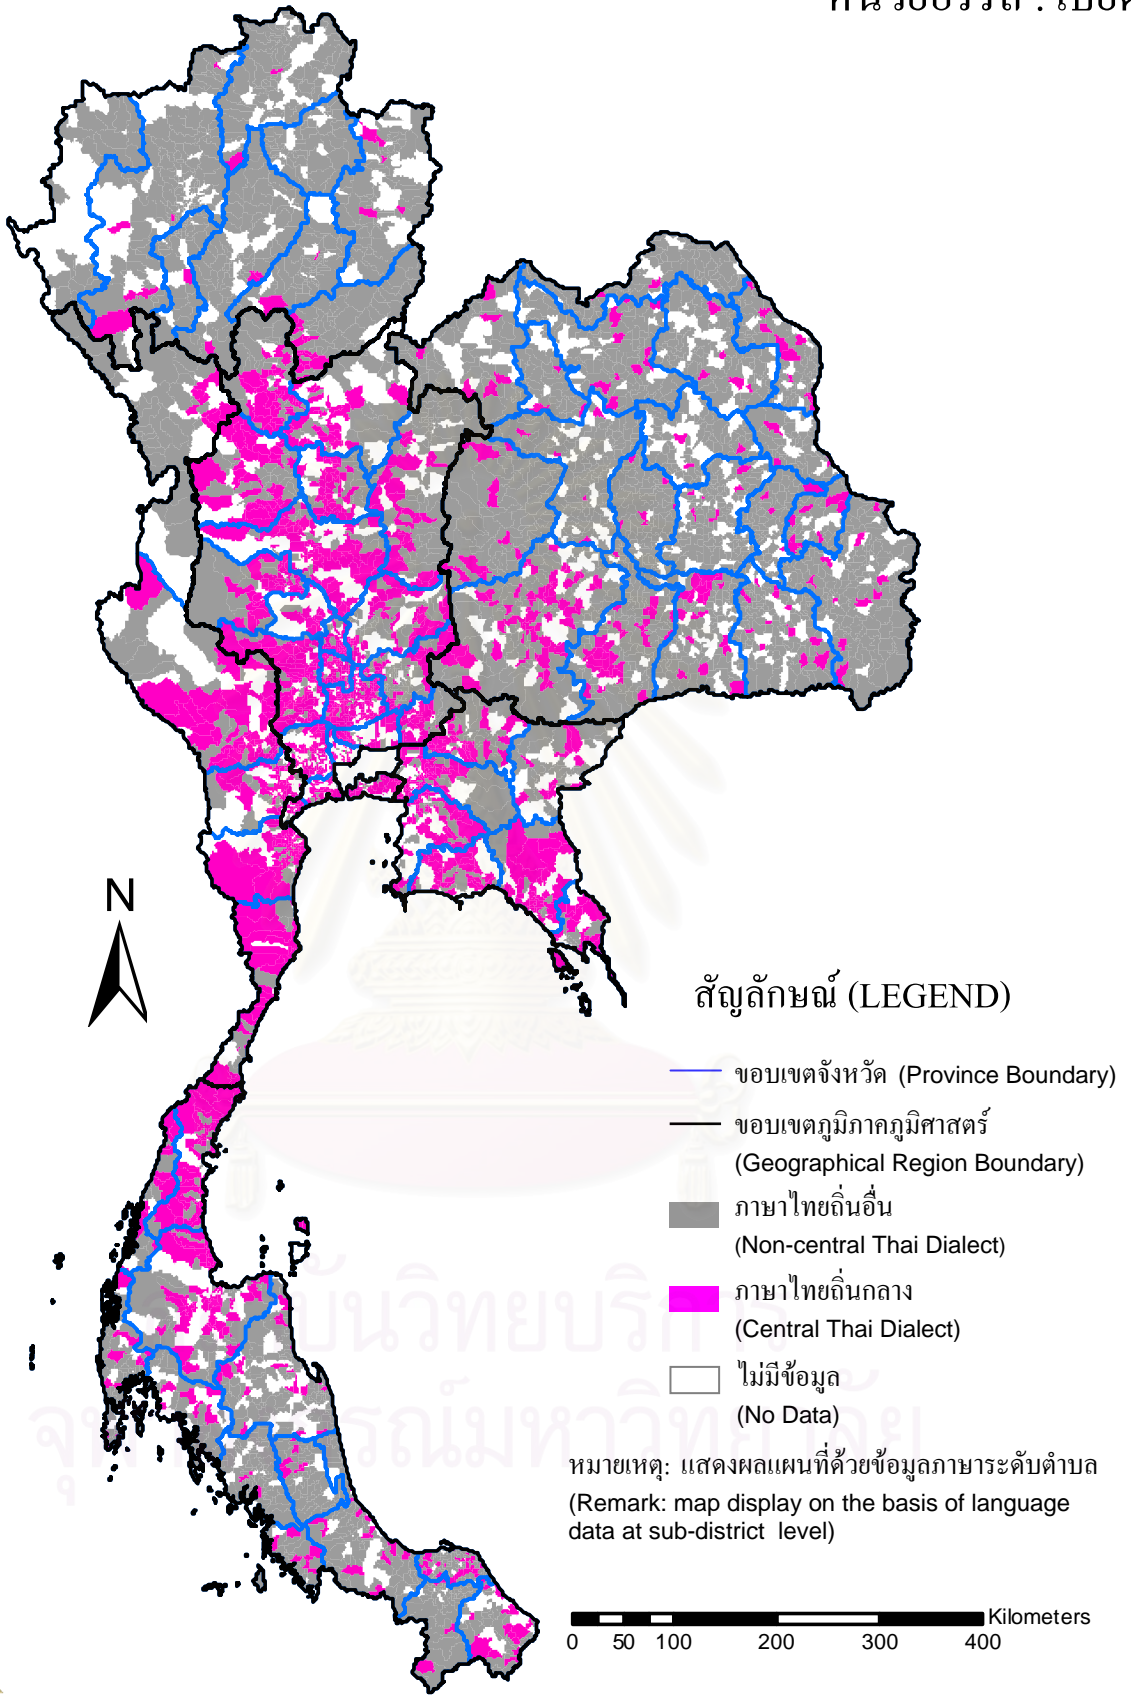 N
สัญลักษณ์ (LEGEND)
ขอบเขตจังหวัด (Province Boundary)
ขอบเขตภูมิภาคภูมิศาสตร์
(Geographical Region Boundary)
ภาษาไทยถิ่นอื่น
(Non-central Thai Dialect)
ภาษาไทยถิ่นกลาง
(Central Thai Dialect)
ไม่มีข้อมูล
(No Data)
หมายเหตุ: แสดงผลแผนที่ด้วยข้อมูลภาษาระดับตำบล
(Remark: map display on the basis of language
data at sub-district level)
Kilometers
0 50 100 200 300 400